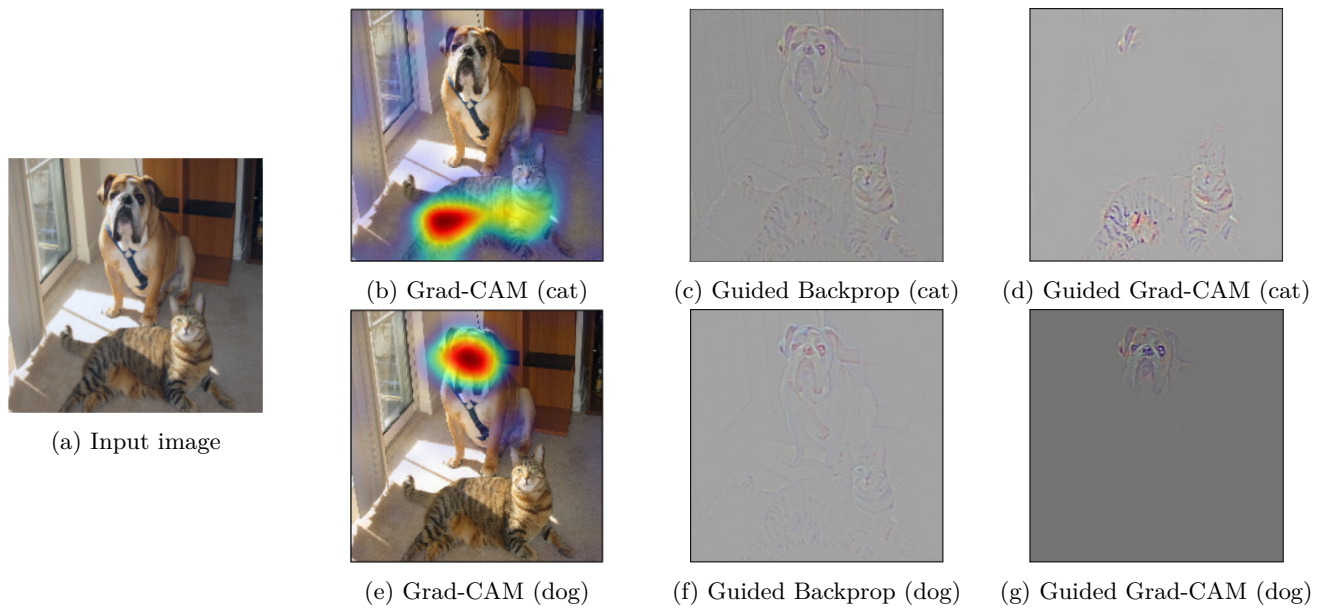 (a) Input image
(b) Grad-CAM (cat)
(c) Guided Backprop (cat)
(d) Guided Grad-CAM (cat)
(e) Grad-CAM (dog)
(f) Guided Backprop (dog)
(g) Guided Grad-CAM (dog)